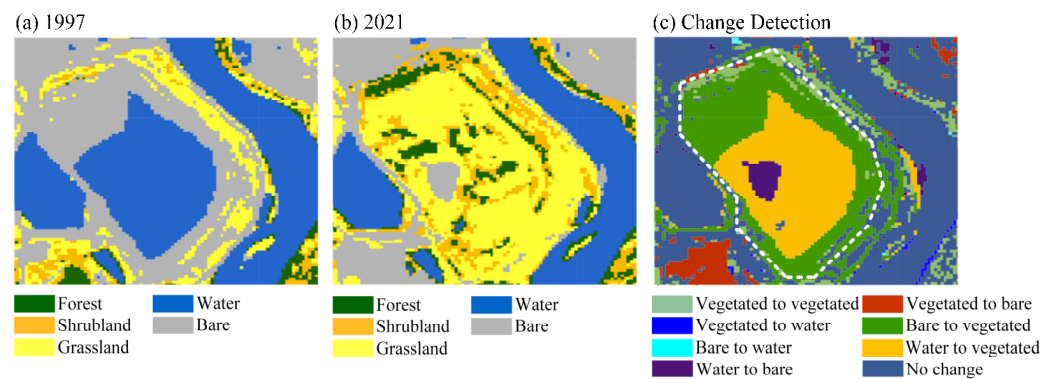 (a) 1997 (b) 2021 (c) Change Detection
Forest Water Forest Water Vegetated to vegetated Vegetated to bare
Shrubland Bare Shrubland Bare Vegetated to water Bare to vegetated
Grassland Grassland Bare to water Water to vegetated
Water to bare No change